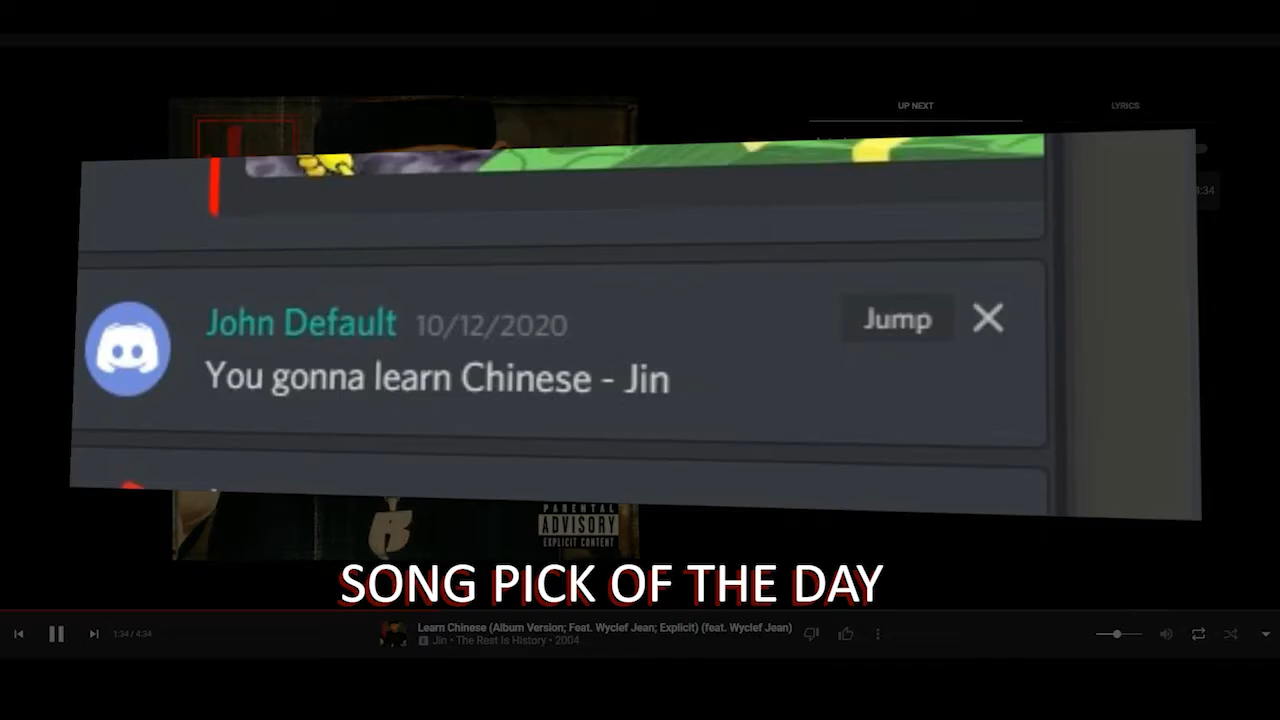 UP NEXT
LYRICS
4:34
John Default 10/12/2020
Jump
You gonna learn Chinese - Jin
PARENTAL
ADVISORY
EXPLICIT CONTENT
SONG PICK OF THE DAY
1:34 / 4:34
Learn Chinese (Album Version; Feat. Wyclef Jean; Explicit) (feat. Wyclef Jean)
E Jin • The Rest Is History • 2004